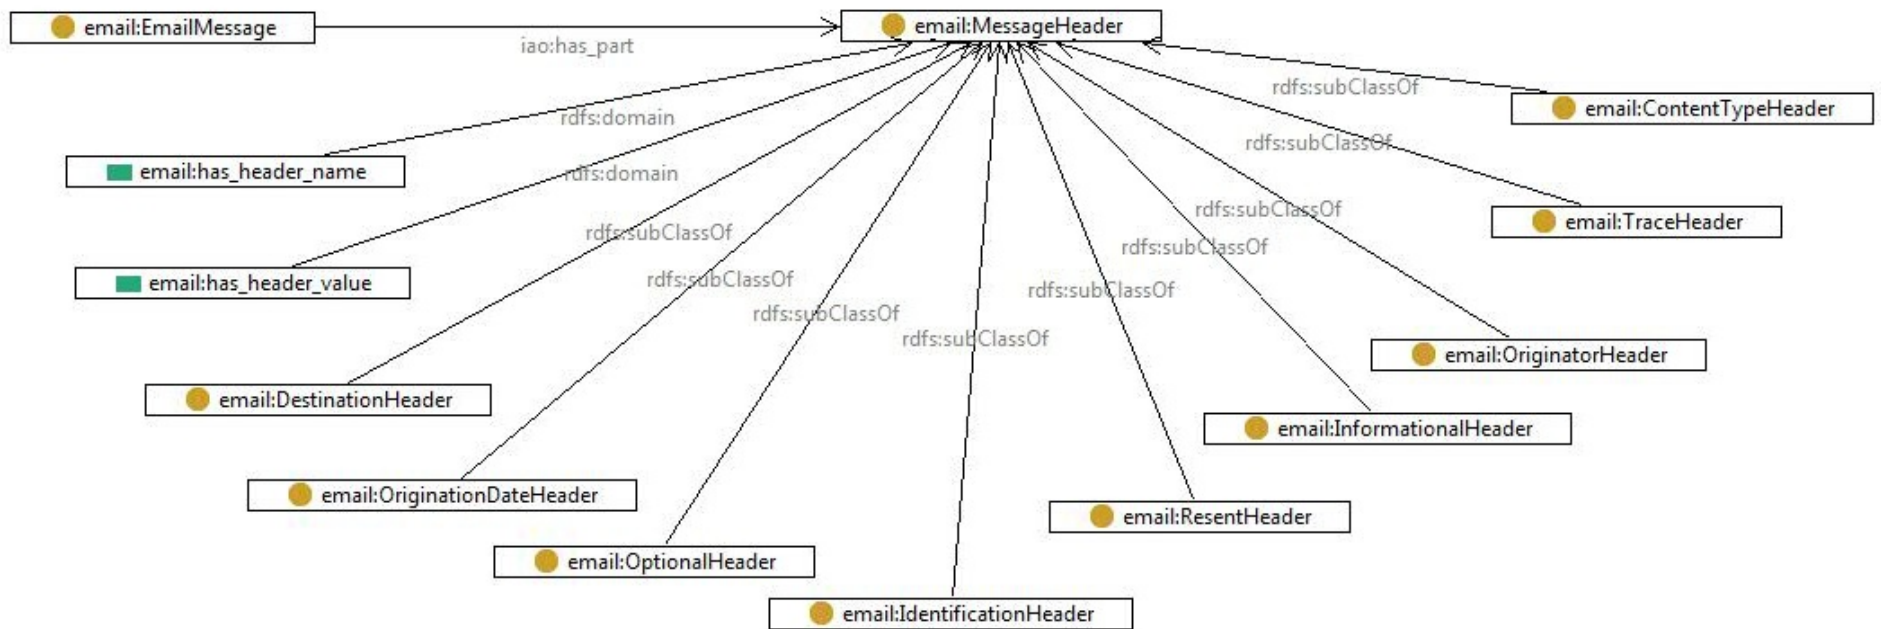 email:EmailMessage
email:MessageHeader
iao:has_part
rdfs:subClassOf
email:ContentTypeHeader
rdfs:domain
rdfs:subClassOf
email:has_header_name
rdfs:domain
rdfs:subClassOf
email:TraceHeader
rdfs:subClassOf
rdfs:subClassOf
email:has_header_value
rdfs:subClassOf
rdfs:subClassOf
rdfs:subClassOf
rdfs:subClassOf
email:OriginatorHeader
email:DestinationHeader
email:InformationalHeader
email:OriginationDateHeader
email:ResentHeader
email:OptionalHeader
email:IdentificationHeader